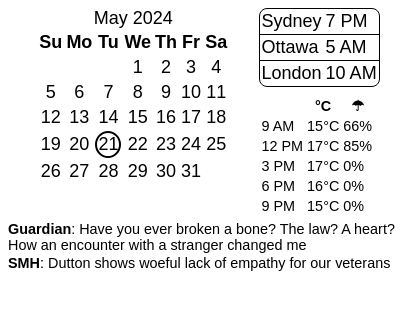 May 2024
Su Mo Tu We Th Fr Sa
1 2 3 4
5 6 7 8 9 10 11
12 13 14 15 16 17 18
19 20 21 22 23 24 25
26 27 28 29 30 31
Sydney 7 PM
Ottawa 5 AM
London 10 AM
°C ☂
9 AM 15°C 66%
12 PM 17°C 85%
3 PM 17°C 0%
6 PM 16°C 0%
9 PM 15°C 0%
Guardian: Have you ever broken a bone? The law? A heart?
How an encounter with a stranger changed me
SMH: Dutton shows woeful lack of empathy for our veterans